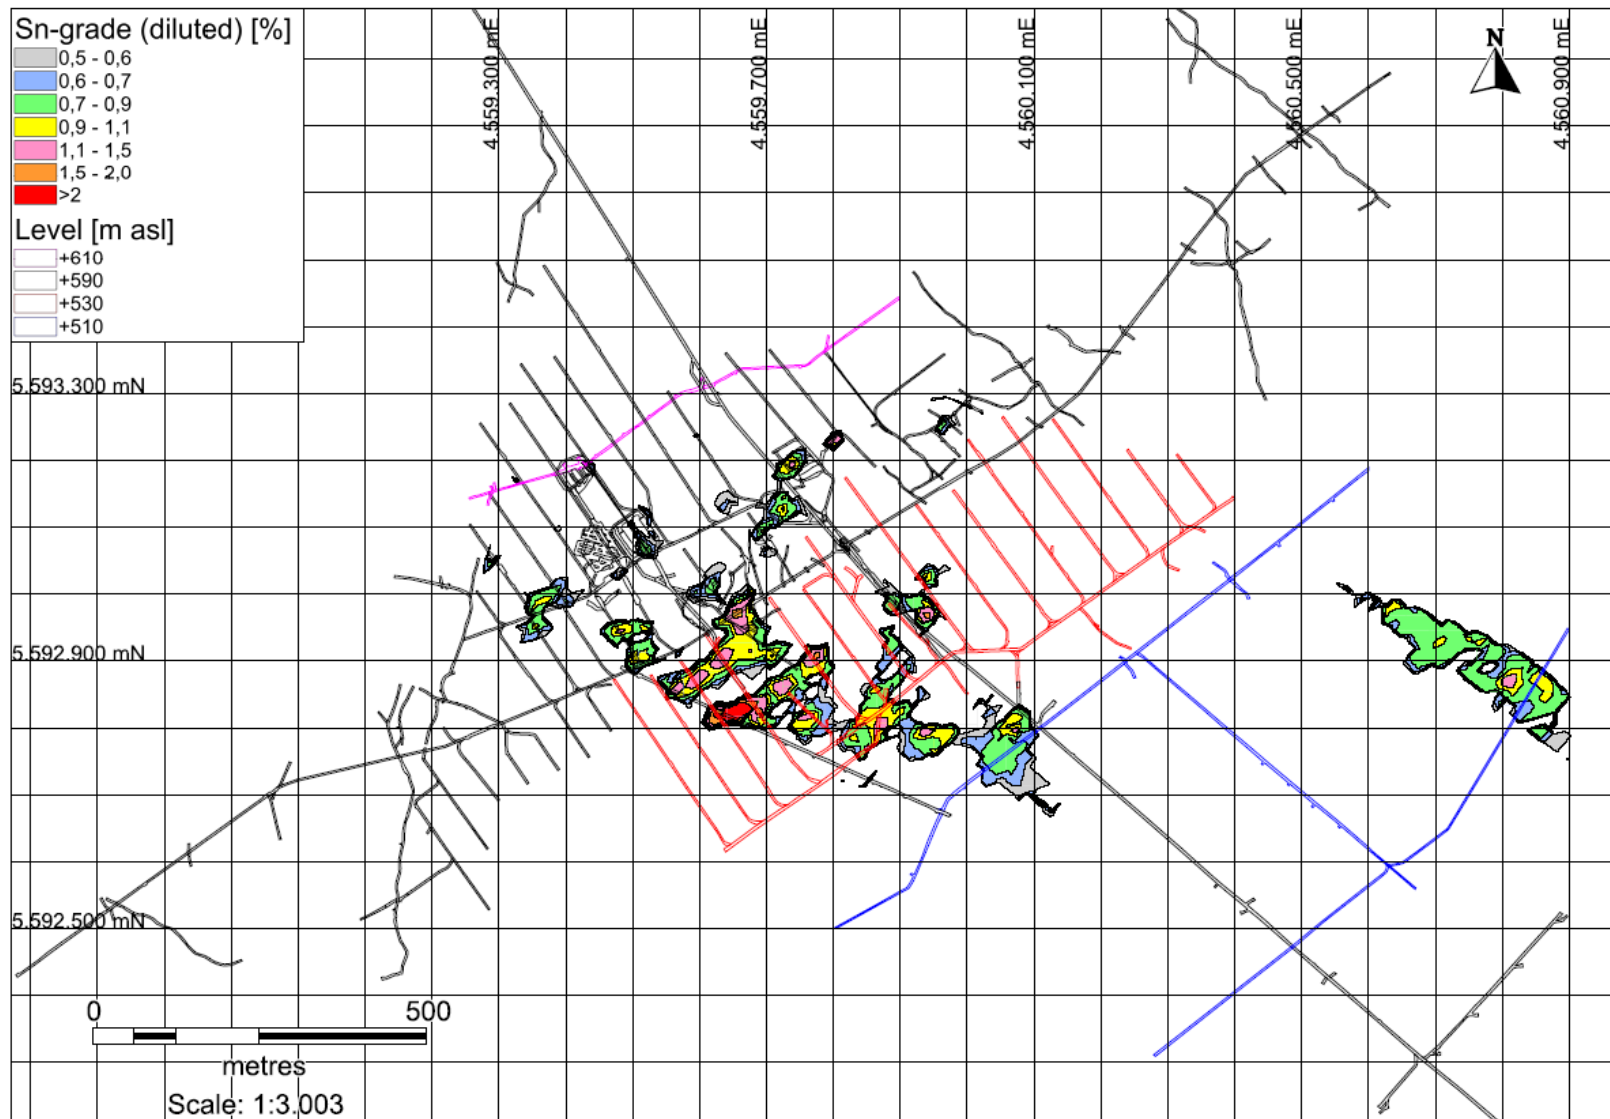 Sn-grade (diluted) [%]
0,5 - 0,6
0,6 - 0,7
0,7 - 0,9
0,9 - 1,1
1,1 - 1,5
1,5 - 2,0
>2
Level [m asl]
+610
+590
+530
+510
4.559.300 mE
4.559.700 mE
4.560.100 mE
4.560.500 mE
4.560.900 mE
N
5.593.300 mN
5.592.900 mN
5.592.500 mN
0 500
metres
Scale: 1:3.003